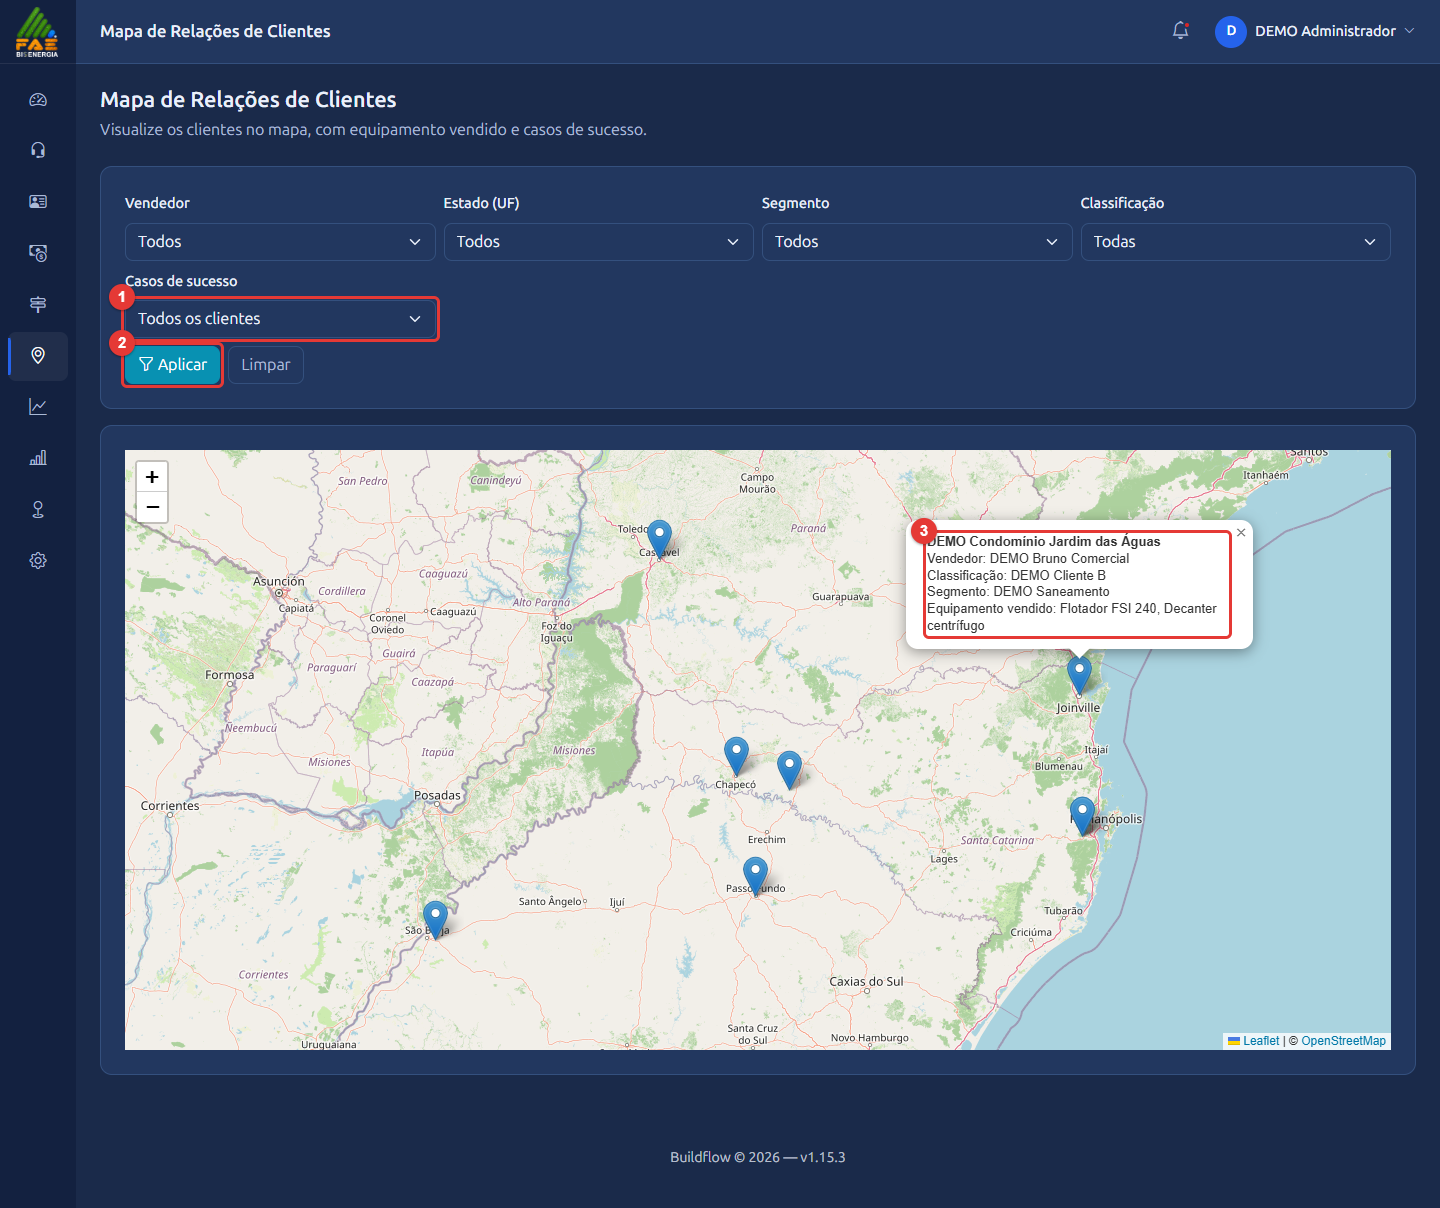 FAE
BIOENERGIA
Mapa de Relações de Clientes
D
DEMO Administrador
Mapa de Relações de Clientes
Visualize os clientes no mapa, com equipamento vendido e casos de sucesso.
Vendedor
Estado (UF)
Segmento
Classificação
Todos
Todos
Todos
Todas
Casos de sucesso
1
Todos os clientes
2
Aplicar
Limpar
+
−
Santos
Itanhaém
San Pedro
Canindeyú
Campo
Mourão
Paraná
Toledo
Cascavel
3
DEMO Condomínio Jardim das Águas
×
Vendedor: DEMO Bruno Comercial
Classificação: DEMO Cliente B
Segmento: DEMO Saneamento
Equipamento vendido: Flotador FSI 240, Decanter
centrífugo
Asunción
Cordillera
Caaguazú
Capiatá
Alto Paraná
Guarapuava
Coronel
Oviedo
Caaguazú
Foz do
Iguaçu
Guairá
Paraguarí
Formosa
Caazapá
Joinville
Ñeembucú
Itapúa
Misiones
Misiones
Itajaí
Blumenau
Chapecó
Posadas
Corrientes
Florianópolis
Erechim
Santa Catarina
Lages
Passo Fundo
Santo Ângelo
Ijuí
Tubarão
São Borja
Criciúma
Corrientes
Caxias do Sul
Santa Cruz
do Sul
Novo Hamburgo
Uruguaiana
Leaflet | © OpenStreetMap
Buildflow © 2026 — v1.15.3